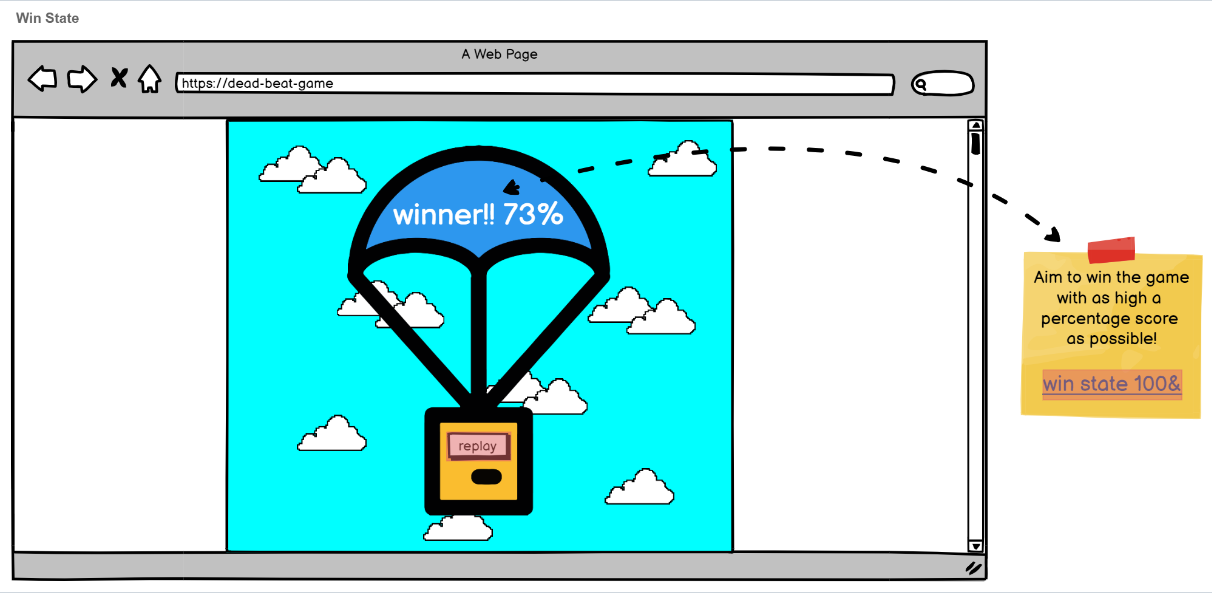 Win State
A Web Page
https://dead-beat-game
winner!! 73%
replay
Aim to win the game
with as high a
percentage score
as possible!
win state 100&